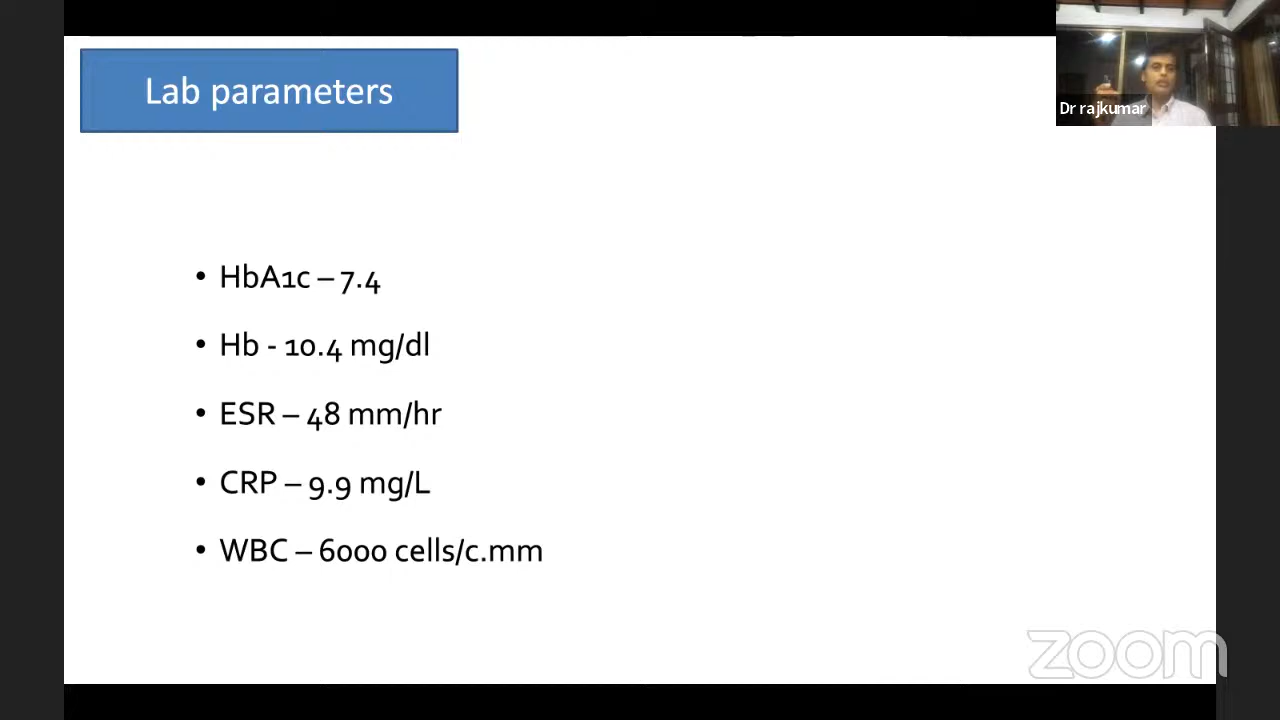 Lab parameters
Dr rajkumar
• HbA1c – 7.4
• Hb - 10.4 mg/dl
• ESR – 48 mm/hr
• CRP – 9.9 mg/L
• WBC – 6000 cells/c.mm
zoom